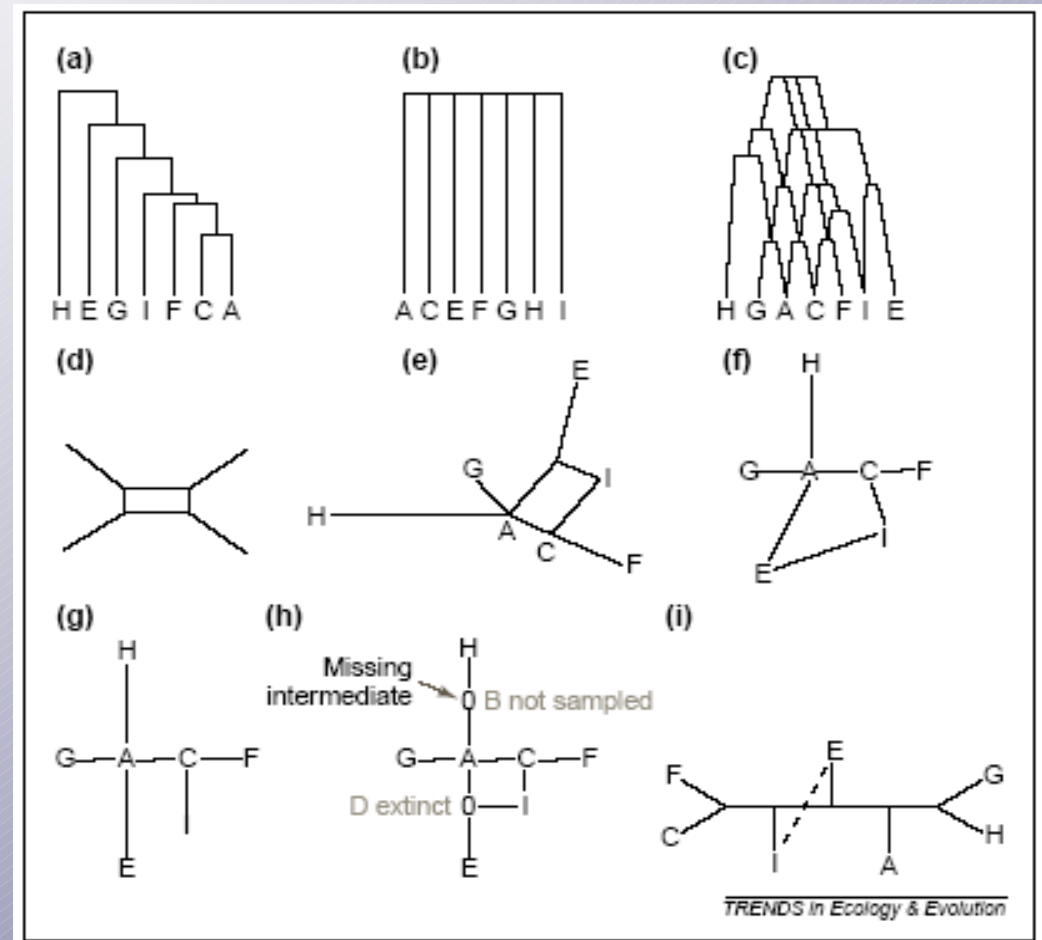 (a) (b) (c)
H E G I F C A A C E F G H I H G A C F I E
(d) (e) (f)
E H
G I G A C F
H A C F I
E
(g) (h) (i)
H H
Missing
intermediate 0 B not sampled
G A C F G A C F F E G
D extinct 0 I C H
I I A
E E
TRENDS in Ecology & Evolution